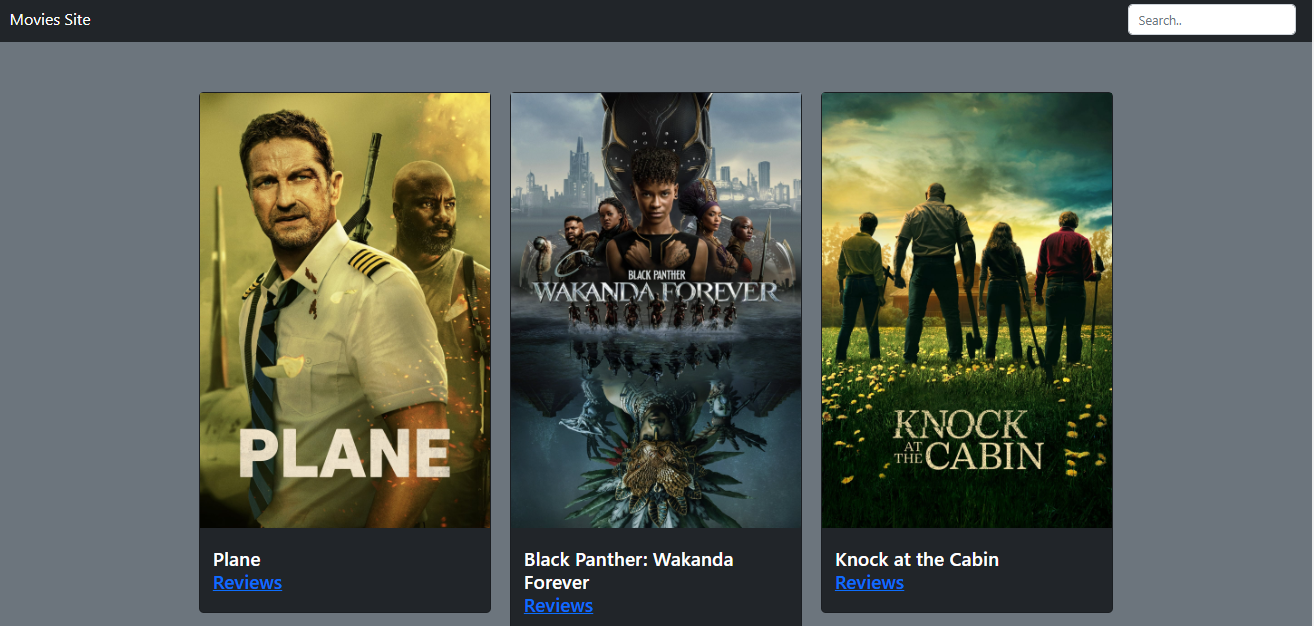 Movies Site
Search..
PLANE
BLACK PANTHER
WAKANDA FOREVER
KNOCK
AT THE CABIN
Plane
Reviews
Black Panther: Wakanda
Forever
Reviews
Knock at the Cabin
Reviews